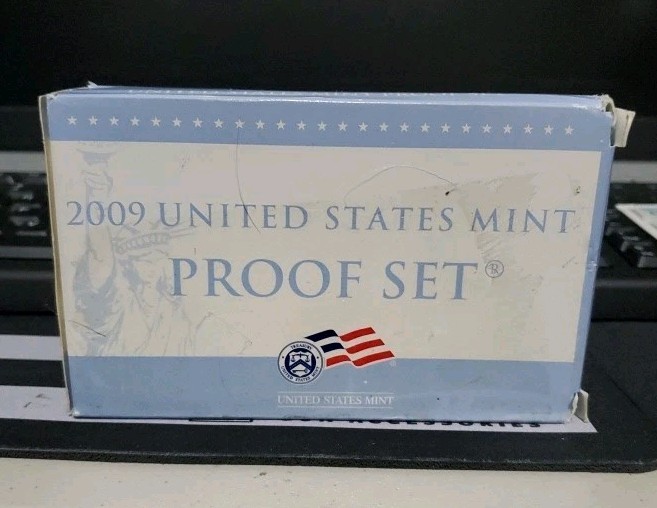 2009 UNITED STATES MINT
PROOF SET®
UNITED STATES MINT